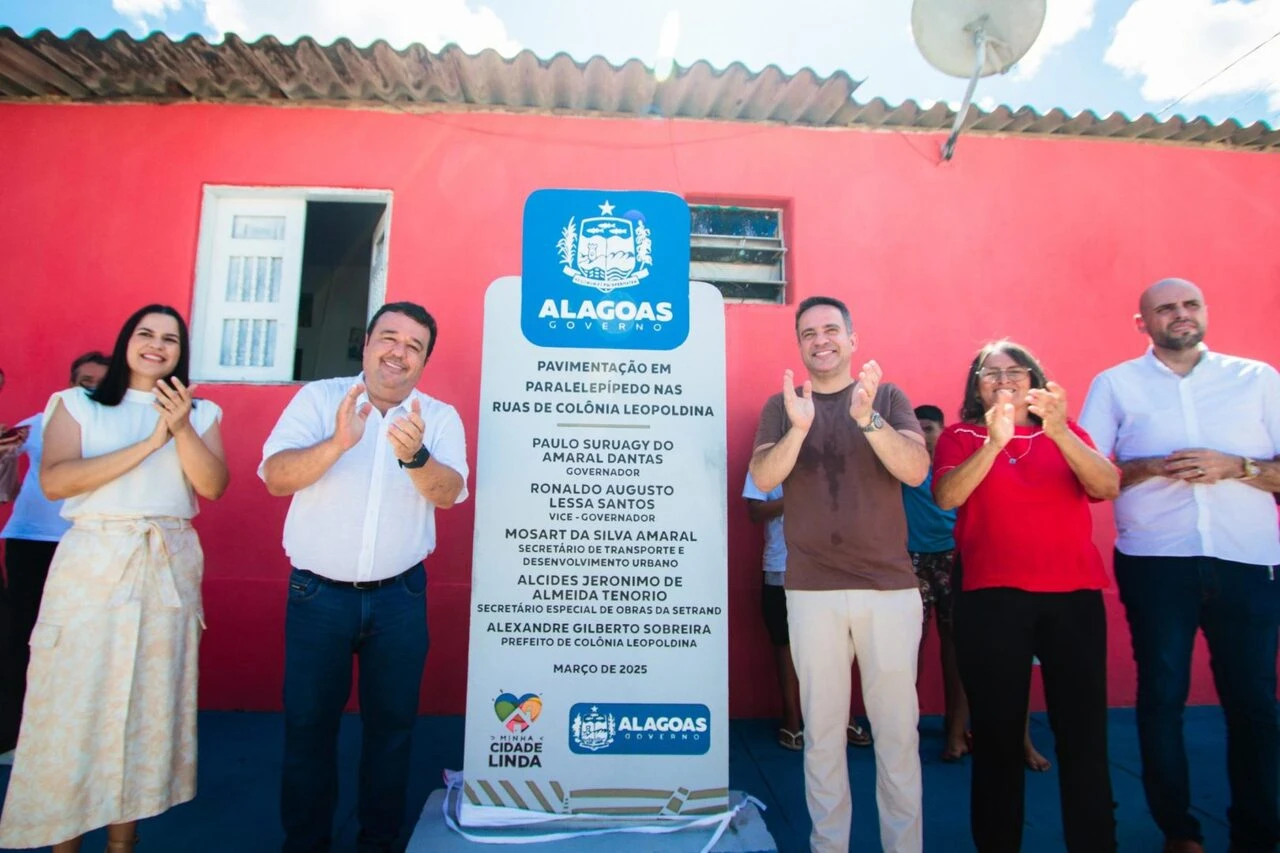 ALAGOAS
GOVERNO
PAVIMENTAÇÃO EM
PARALELEPÍPEDO NAS
RUAS DE COLÔNIA LEOPOLDINA
PAULO SURUAGY DO
AMARAL DANTAS
GOVERNADOR
RONALDO AUGUSTO
LESSA SANTOS
VICE - GOVERNADOR
MOSART DA SILVA AMARAL
SECRETÁRIO DE TRANSPORTE E
DESENVOLVIMENTO URBANO
ALCIDES JERONIMO DE
ALMEIDA TENORIO
SECRETÁRIO ESPECIAL DE OBRAS DA SETRAND
ALEXANDRE GILBERTO SOBREIRA
PREFEITO DE COLÔNIA LEOPOLDINA
MARÇO DE 2025
MINHA
CIDADE
LINDA
ALAGOAS
GOVERNO